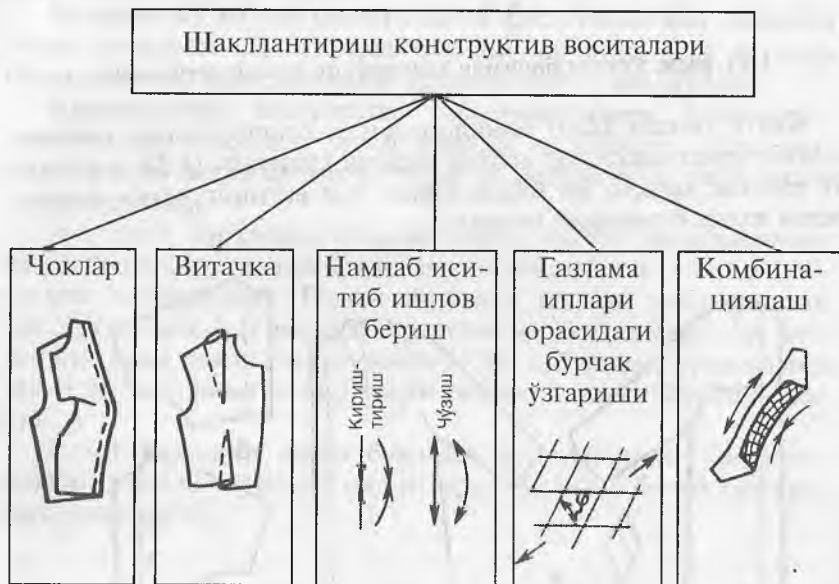 Шакллантириш конструктив воситалари
Чоклар
Витачка
Намлаб иси-
тиб ишлов
бериш
Кириш-
тириш
Чўзиш
Газлама
иплари
орасидаги
бурчак
ўзгариши
Комбина-
циялаш